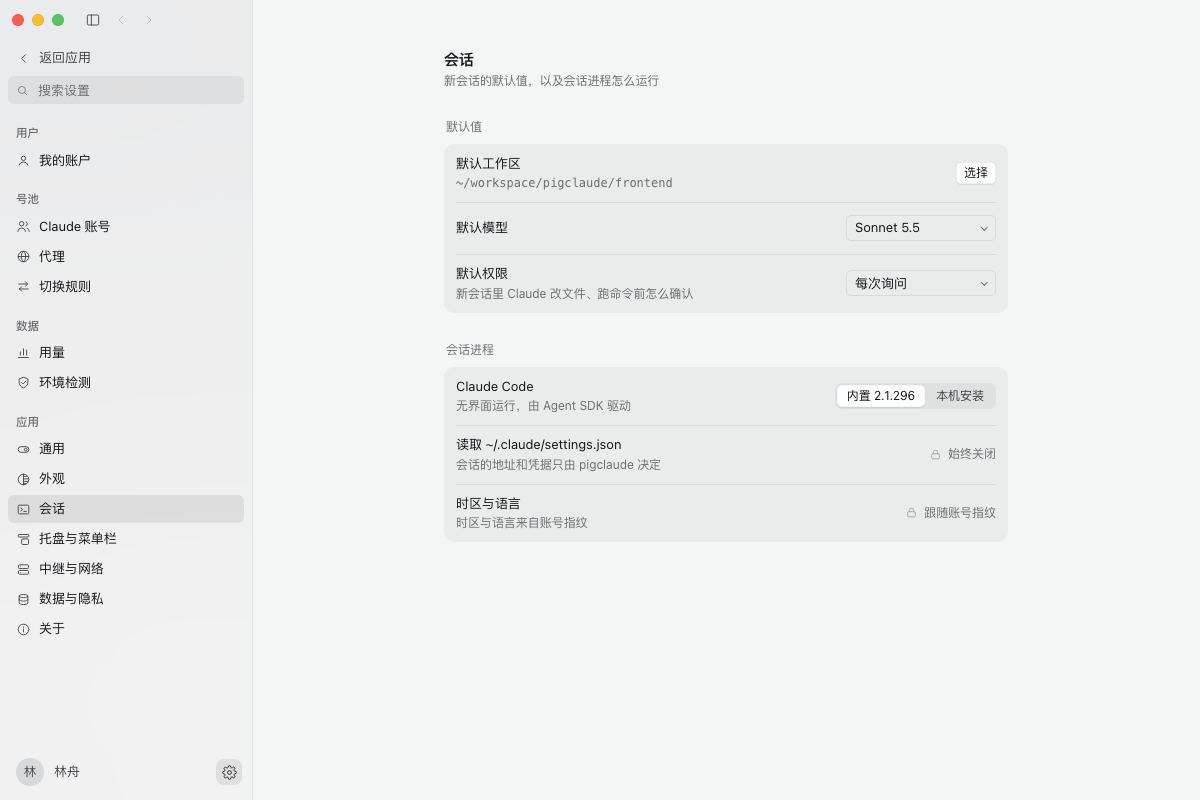 返回应用
搜索设置
用户
我的账户
号池
Claude 账号
代理
切换规则
数据
用量
环境检测
应用
通用
外观
会话
托盘与菜单栏
中继与网络
数据与隐私
关于
林 林舟
会话
新会话的默认值，以及会话进程怎么运行
默认值
默认工作区
~/workspace/pigclaude/frontend
选择
默认模型
Sonnet 5.5
默认权限
新会话里 Claude 改文件、跑命令前怎么确认
每次询问
会话进程
Claude Code
无界面运行，由 Agent SDK 驱动
内置 2.1.296 本机安装
读取 ~/.claude/settings.json
会话的地址和凭据只由 pigclaude 决定
始终关闭
时区与语言
时区与语言来自账号指纹
跟随账号指纹